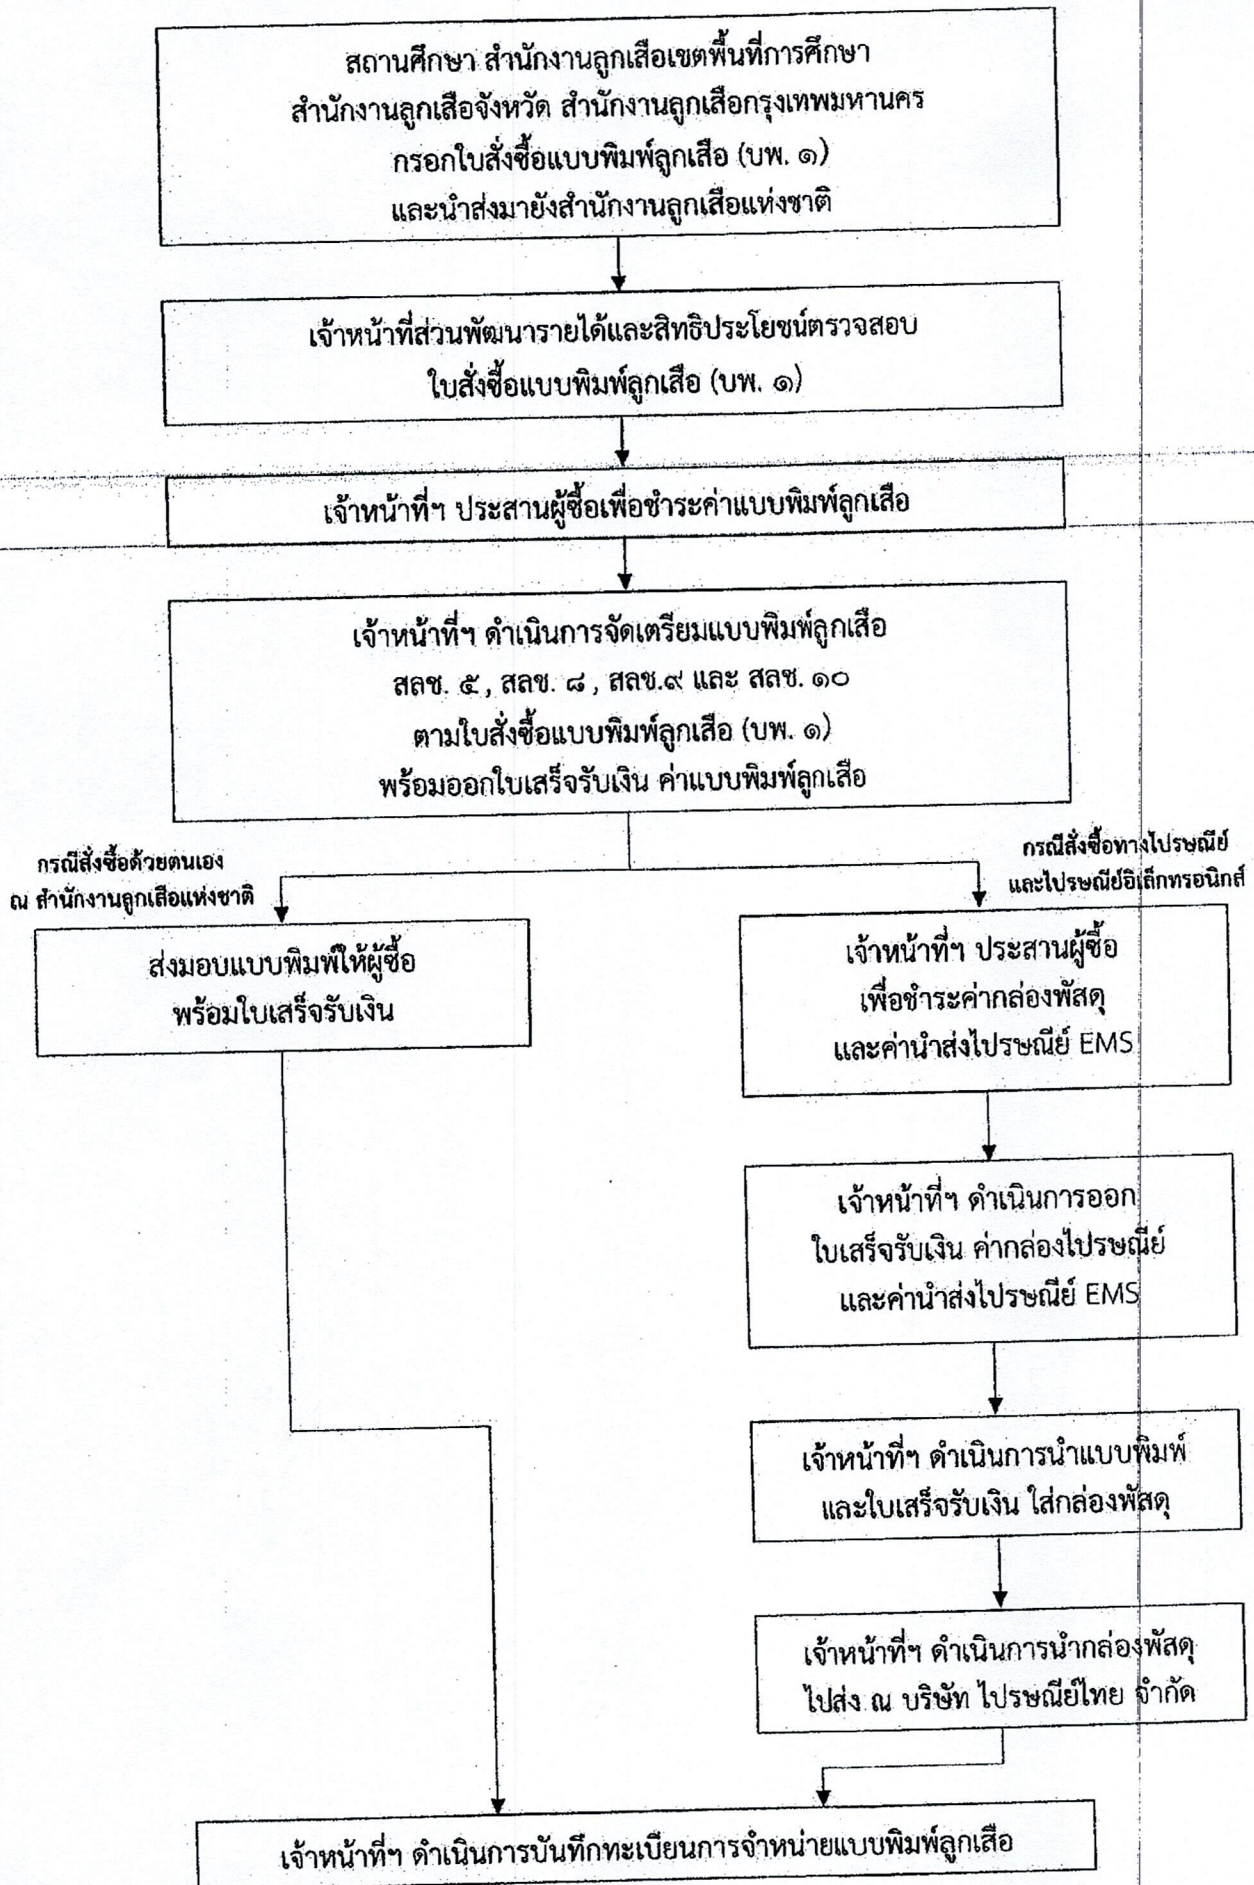 สถานศึกษา สำนักงานลูกเสือเขตพื้นที่การศึกษา
สำนักงานลูกเสือจังหวัด สำนักงานลูกเสือกรุงเทพมหานคร
กรอกใบสั่งซื้อแบบพิมพ์ลูกเสือ (บพ. ๑)
และนำส่งมายังสำนักงานลูกเสือแห่งชาติ
เจ้าหน้าที่ส่วนพัฒนารายได้และสิทธิประโยชน์ตรวจสอบ
ใบสั่งซื้อแบบพิมพ์ลูกเสือ (บพ. ๑)
เจ้าหน้าที่ฯ ประสานผู้ซื้อเพื่อชำระค่าแบบพิมพ์ลูกเสือ
เจ้าหน้าที่ฯ ดำเนินการจัดเตรียมแบบพิมพ์ลูกเสือ
สลช. ๕, สลช. ๘, สลช.๙ และ สลช. ๑๐
ตามใบสั่งซื้อแบบพิมพ์ลูกเสือ (บพ. ๑)
พร้อมออกใบเสร็จรับเงิน ค่าแบบพิมพ์ลูกเสือ
กรณีสั่งซื้อด้วยตนเอง
ณ สำนักงานลูกเสือแห่งชาติ
ส่งมอบแบบพิมพ์ให้ผู้ซื้อ
พร้อมใบเสร็จรับเงิน
กรณีสั่งซื้อทางไปรษณีย์
และไปรษณีย์อิเล็กทรอนิกส์
เจ้าหน้าที่ฯ ประสานผู้ซื้อ
เพื่อชำระค่ากล่องพัสดุ
และค่านำส่งไปรษณีย์ EMS
เจ้าหน้าที่ฯ ดำเนินการออก
ใบเสร็จรับเงิน ค่ากล่องไปรษณีย์
และค่านำส่งไปรษณีย์ EMS
เจ้าหน้าที่ฯ ดำเนินการนำแบบพิมพ์
และใบเสร็จรับเงิน ใส่กล่องพัสดุ
เจ้าหน้าที่ฯ ดำเนินการนำกล่องพัสดุ
ไปส่ง ณ บริษัท ไปรษณีย์ไทย จำกัด
เจ้าหน้าที่ฯ ดำเนินการบันทึกทะเบียนการจำหน่ายแบบพิมพ์ลูกเสือ